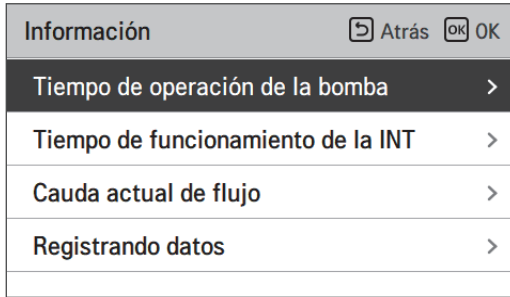 Información Atrás OK OK
Tiempo de operación de la bomba >
Tiempo de funcionamiento de la INT >
Cauda actual de flujo >
Registrando datos >